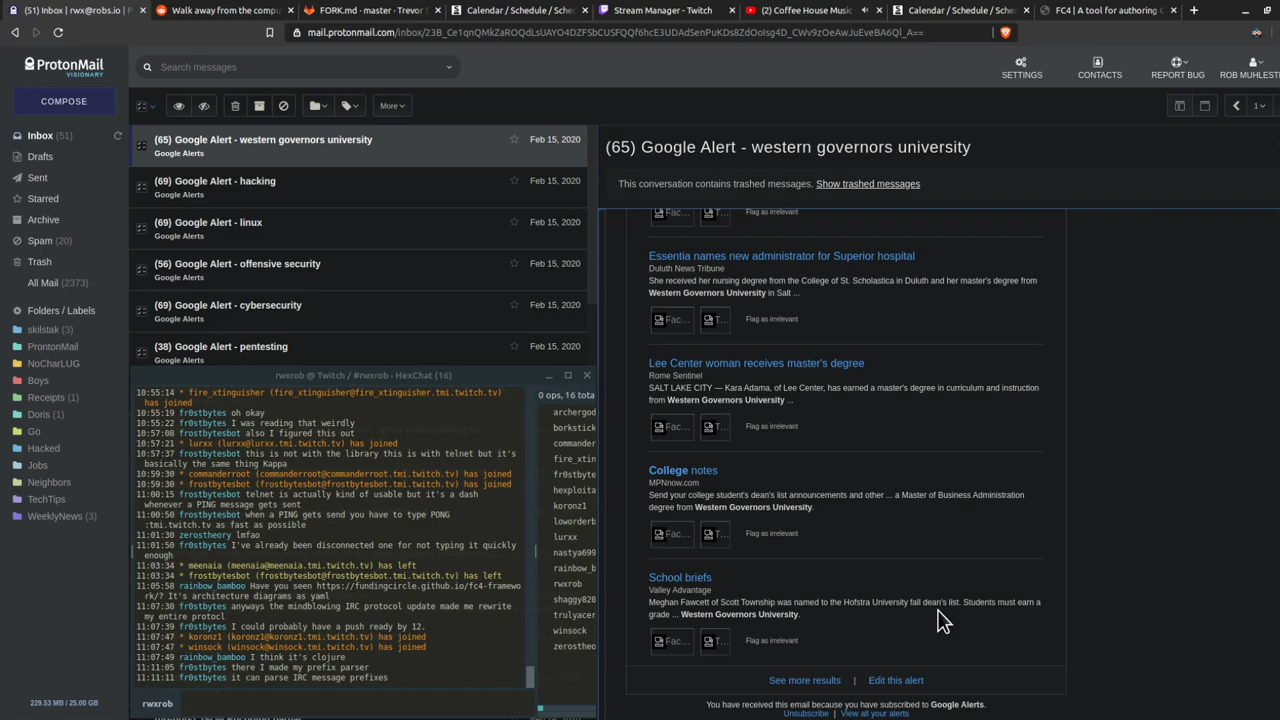 (51) Inbox | rwx@robs.io | P
Walk away from the compu
FORK.md · master · Trevor S
Calendar / Schedule / Sche
Stream Manager - Twitch
(2) Coffee House Music
Calendar / Schedule / Sche
FC4 | A tool for authoring C
mail.protonmail.com/inbox/23B_Ce1qnQMkZaROQdLsUAYO4DZFSbCUSFQQf6hcE3UDAdSenPuKDs8ZdOoIsg4D_CWv9zOeAwJuEveBA6Ql_A==
ProtonMail
VISIONARY
Search messages
SETTINGS
CONTACTS
REPORT BUG
ROB MUHLEST
COMPOSE
More
1
Inbox (51)
Drafts
Sent
Starred
Archive
Spam (20)
Trash
All Mail (2373)
Folders / Labels
skilstak (3)
ProntonMail
NoCharLUG
Boys
Receipts (1)
Doris (1)
Go
Hacked
Jobs
Neighbors
TechTips
WeeklyNews (3)
229.53 MB / 25.00 GB
(65) Google Alert - western governors university
Feb 15, 2020
Google Alerts
(69) Google Alert - hacking
Feb 15, 2020
Google Alerts
(69) Google Alert - linux
Feb 15, 2020
Google Alerts
(56) Google Alert - offensive security
Feb 15, 2020
Google Alerts
(69) Google Alert - cybersecurity
Feb 15, 2020
Google Alerts
(38) Google Alert - pentesting
Feb 15, 2020
Google Alerts
rwxrob @ Twitch / #rwxrob - HexChat (16)
10:55:14 * fire_xtinguisher (fire_xtinguisher@fire_xtinguisher.tmi.twitch.tv)
has joined
10:55:19 fr0stbytes oh okay
10:55:22 fr0stbytes I was reading that weirdly
10:57:08 frostbytesbot also I figured this out
10:57:21 * lurxx (lurxx@lurxx.tmi.twitch.tv) has joined
10:57:37 frostbytesbot this is not with the library this is with telnet but it's
basically the same thing Kappa
10:59:30 * commanderroot (commanderroot@commanderroot.tmi.twitch.tv) has joined
10:59:30 * frostbytesbot (frostbytesbot@frostbytesbot.tmi.twitch.tv) has joined
11:00:15 frostbytesbot telnet is actually kind of usable but it's a dash
whenever a PING message gets sent
frostbytesbot when a PING gets send you have to type PONG
:tmi.twitch.tv as fast as possible
11:01:30 zerostheory lmfao
11:01:50 fr0stbytes I've already been disconnected one for not typing it quickly
enough
11:03:34 * meenaia (meenaia@meenaia.tmi.twitch.tv) has left
11:03:34 * frostbytesbot (frostbytesbot@frostbytesbot.tmi.twitch.tv) has left
11:05:58 rainbow_bamboo Have you seen https://fundingcircle.github.io/fc4-framewo
rk/? It's architecture diagrams as yaml
11:07:30 fr0stbytes anyways the mindblowing IRC protocol update made me rewrite
my entire protocl
11:07:39 fr0stbytes I could probably have a push ready by 12.
11:07:47 * koronz1 (koronz1@koronz1.tmi.twitch.tv) has joined
11:07:47 * winsock (winsock@winsock.tmi.twitch.tv) has joined
11:07:49 rainbow_bamboo I think it's clojure
11:11:05 fr0stbytes there I made my prefix parser
11:11:11 fr0stbytes it can parse IRC message prefixes
rwxrob
0 ops, 16 tota
archergod
borkstick
commander
fire_xtin
fr0stbyte
hexploita
koronz1
loworderb
lurxx
nastya699
rainbow_b
rwxrob
shaggy820
trulyacer
winsock
zerostheo
(65) Google Alert - western governors university
This conversation contains trashed messages. Show trashed messages
Fac...
T...
Flag as irrelevant
Essentia names new administrator for Superior hospital
Duluth News Tribune
She received her nursing degree from the College of St. Scholastica in Duluth and her master's degree from
Western Governors University in Salt ...
Fac...
T...
Flag as irrelevant
Lee Center woman receives master's degree
Rome Sentinel
SALT LAKE CITY — Kara Adama, of Lee Center, has earned a master's degree in curriculum and instruction
from Western Governors University ...
Fac...
T...
Flag as irrelevant
College notes
MPNnow.com
Send your college student's dean's list announcements and other ... a Master of Business Administration
degree from Western Governors University.
Fac...
T...
Flag as irrelevant
School briefs
Valley Advantage
Meghan Fawcett of Scott Township was named to the Hofstra University fall dean's list. Students must earn a
grade ... Western Governors University.
Fac...
T...
Flag as irrelevant
See more results | Edit this alert
You have received this email because you have subscribed to Google Alerts.
Unsubscribe | View all your alerts